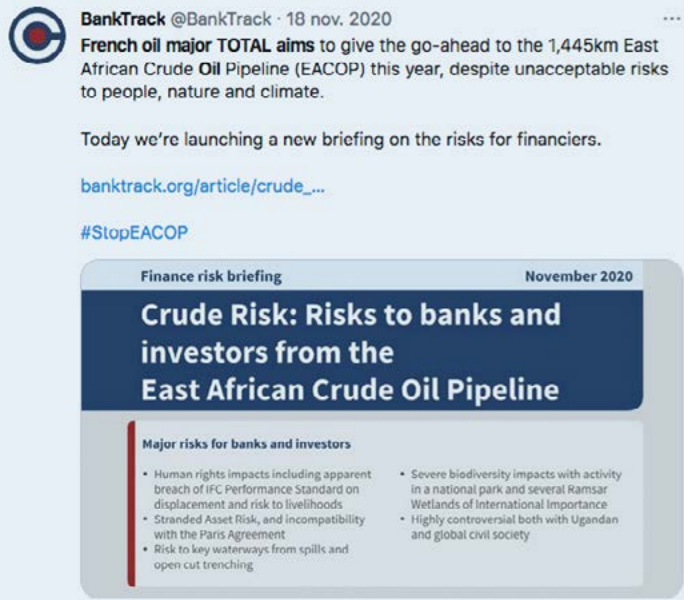 BankTrack @BankTrack · 18 nov. 2020
French oil major TOTAL aims to give the go-ahead to the 1,445km East
African Crude Oil Pipeline (EACOP) this year, despite unacceptable risks
to people, nature and climate.
Today we're launching a new briefing on the risks for financiers.
banktrack.org/article/crude_...
#StopEACOP
Finance risk briefing November 2020
Crude Risk: Risks to banks and
investors from the
East African Crude Oil Pipeline
Major risks for banks and investors
• Human rights impacts including apparent
breach of IFC Performance Standard on
displacement and risk to livelihoods
• Stranded Asset Risk, and incompatibility
with the Paris Agreement
• Risk to key waterways from spills and
open cut trenching
• Severe biodiversity impacts with activity
in a national park and several Ramsar
Wetlands of International Importance
• Highly controversial both with Ugandan
and global civil society